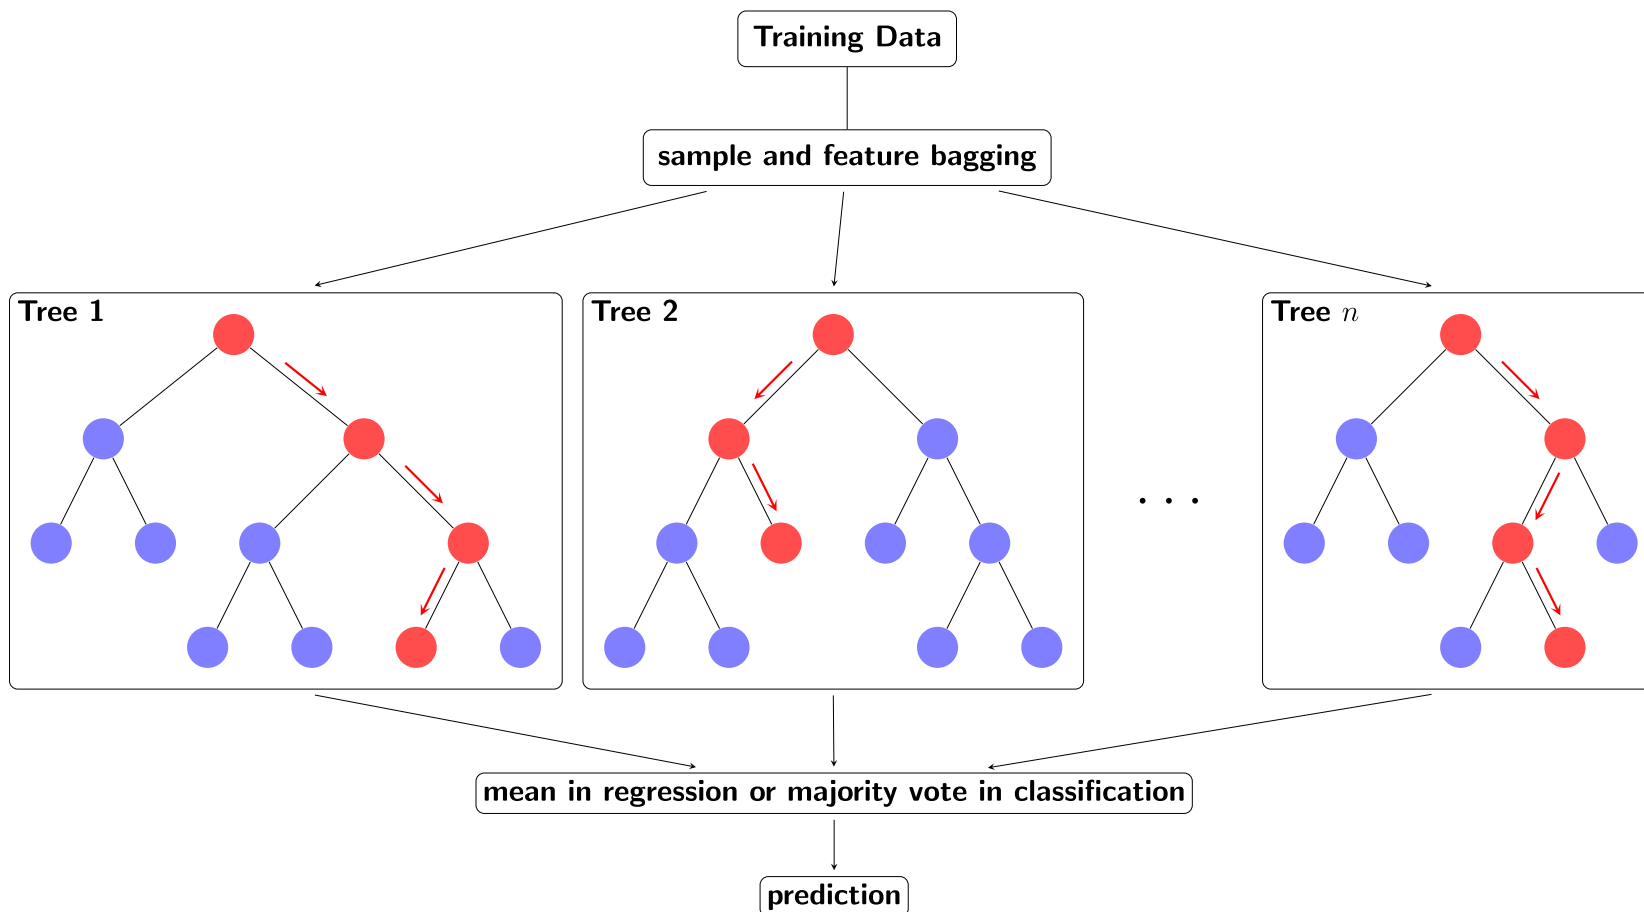 Training Data
sample and feature bagging
Tree 1
Tree 2
Tree n
. . .
mean in regression or majority vote in classification
prediction